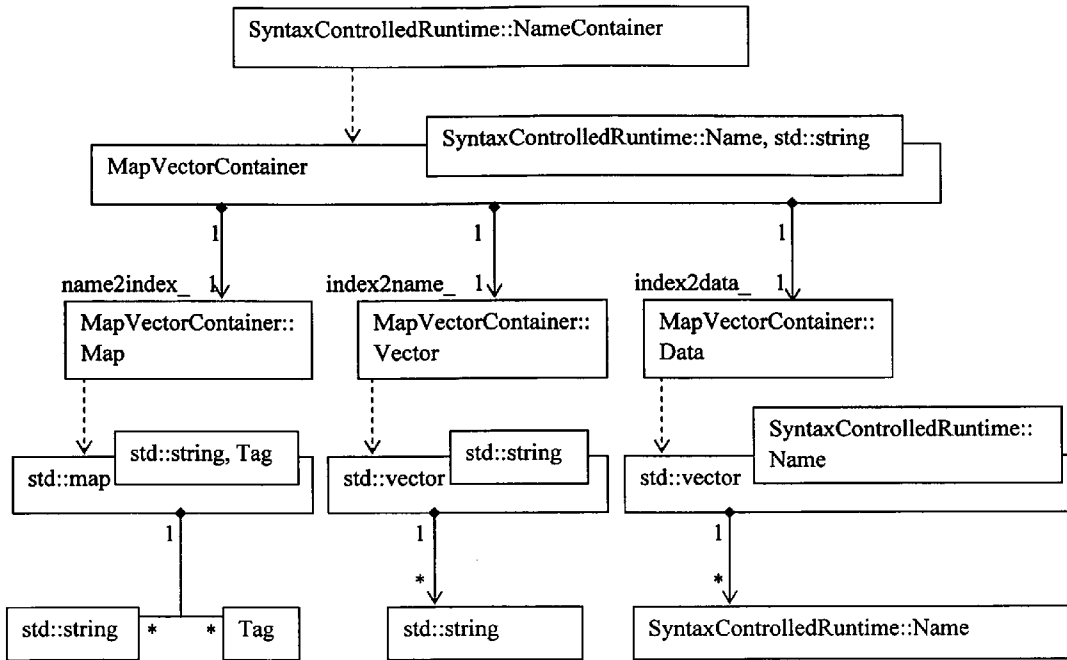 SyntaxControlledRuntime::NameContainer
SyntaxControlledRuntime::Name, std::string
MapVectorContainer
1 1 1
name2index_ 1 index2name_ 1 index2data_ 1
MapVectorContainer::
Map
MapVectorContainer::
Vector
MapVectorContainer::
Data
std::string, Tag
std::map
std::string
std::vector
SyntaxControlledRuntime::
Name
std::vector
1 1 1
* *
std::string * * Tag
std::string
SyntaxControlledRuntime::Name